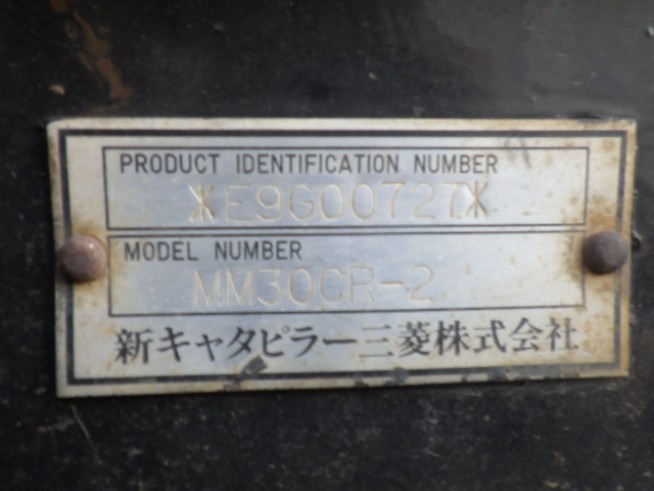 PRODUCT IDENTIFICATION NUMBER
*E9G00727*
MODEL NUMBER
MM30CR-2
新キャタピラー三菱株式会社